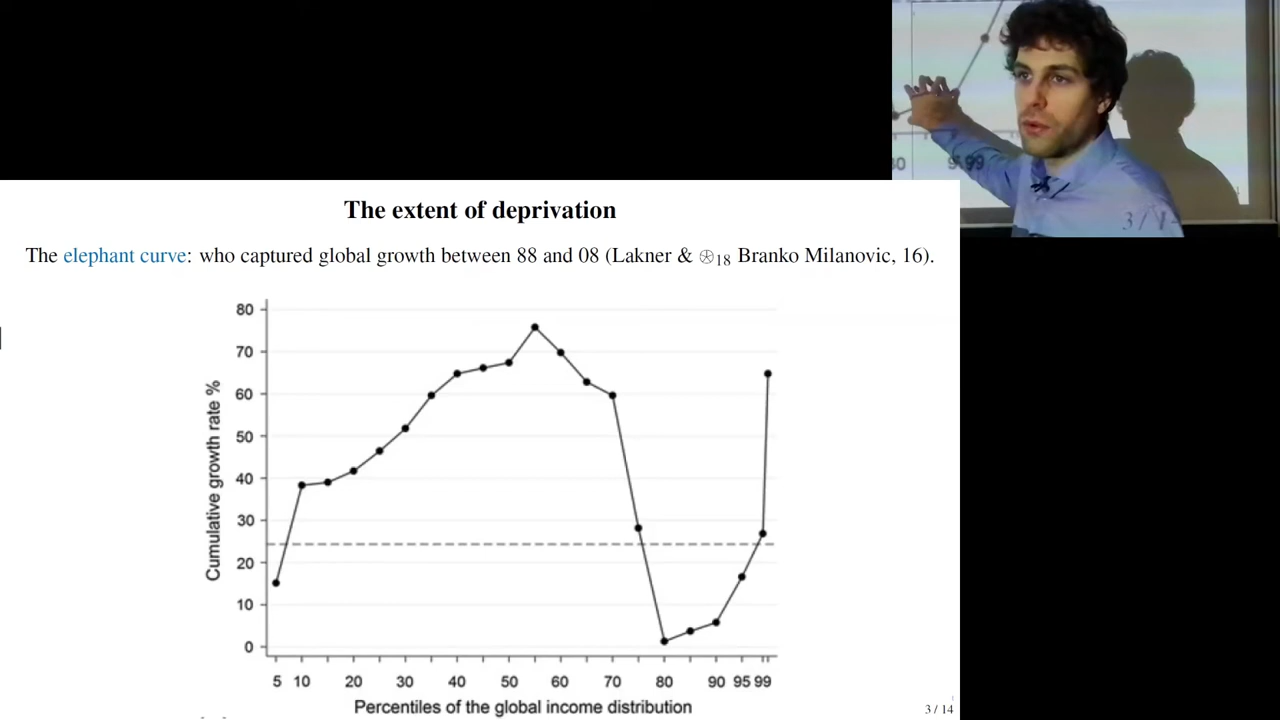 The extent of deprivation
The elephant curve: who captured global growth between 88 and 08 (Lakner & ⊛18 Branko Milanovic, 16).
80
70
60
50
40
30
20
10
0
Cumulative growth rate %
5 10 20 30 40 50 60 70 80 90 95 99
Percentiles of the global income distribution
3 / 14